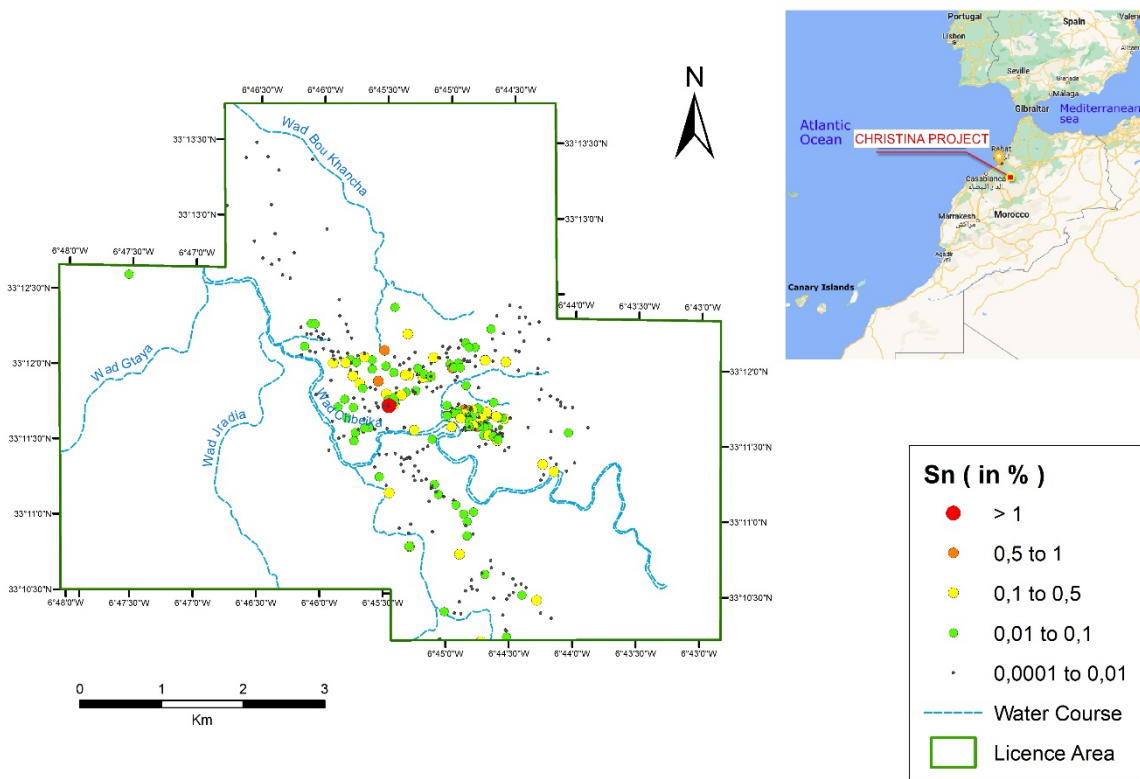 6°46'30"W 6°46'0"W 6°45'30"W 6°45'0"W 6°44'30"W
N
33°13'30"N
33°13'30"N
Wad Bou Khancha
33°13'0"N
33°13'0"N
6°48'0"W 6°47'30"W 6°47'0"W
33°12'30"N
6°44'0"W 6°43'30"W 6°43'0"W
33°12'0"N
33°12'0"N
Wad Gtaya
Wad Jradia
Wad Chbeika
33°11'30"N
33°11'30"N
33°11'0"N
33°11'0"N
33°10'30"N
33°10'30"N
6°48'0"W 6°47'30"W 6°47'0"W 6°46'30"W 6°46'0"W 6°45'30"W
6°45'0"W 6°44'30"W 6°44'0"W 6°43'30"W 6°43'0"W
0 1 2 3
Km
Portugal
Spain
Lisbon
Seville
Granada
Málaga
Gibraltar
Mediterranean
sea
Atlantic
Ocean
CHRISTINA PROJECT
Rabat
Casablanca
الدار البيضاء
Marrakesh
مراكش
Morocco
Agadir
Canary Islands
Sn ( in % )
> 1
0,5 to 1
0,1 to 0,5
0,01 to 0,1
0,0001 to 0,01
Water Course
Licence Area